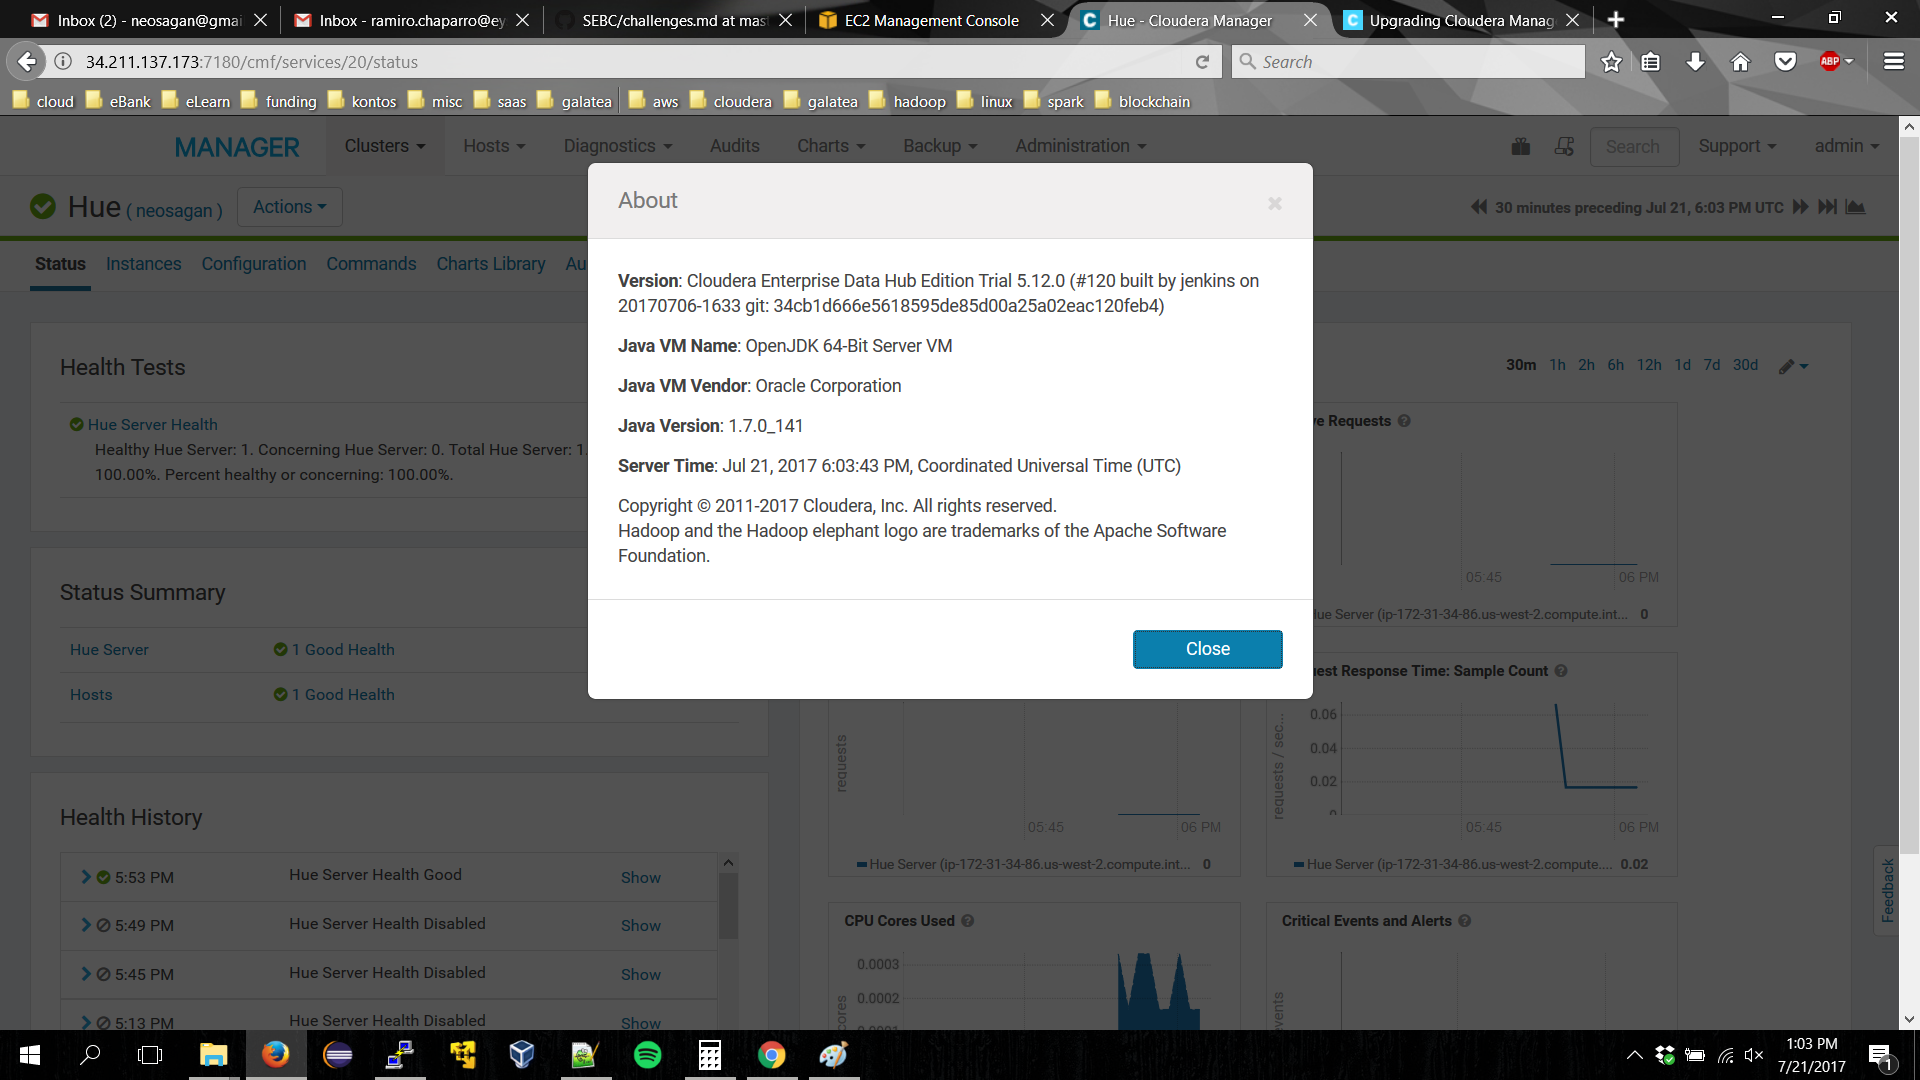 Inbox (2) - neosagan@gmai
Inbox - ramiro.chaparro@ey
SEBC/challenges.md at mast
EC2 Management Console
Hue - Cloudera Manager
Upgrading Cloudera Manag
34.211.137.173:7180/cmf/services/20/status
Search
ABP
cloud
eBank
eLearn
funding
kontos
misc
saas
galatea
aws
cloudera
galatea
hadoop
linux
spark
blockchain
MANAGER
Clusters
Hosts
Diagnostics
Audits
Charts
Backup
Administration
Search
Support
admin
Hue ( neosagan )
Actions
30 minutes preceding Jul 21, 6:03 PM UTC
Status
Instances
Configuration
Commands
Charts Library
Au
About
Version: Cloudera Enterprise Data Hub Edition Trial 5.12.0 (#120 built by jenkins on
20170706-1633 git: 34cb1d666e5618595de85d00a25a02eac120feb4)
Java VM Name: OpenJDK 64-Bit Server VM
Java VM Vendor: Oracle Corporation
Java Version: 1.7.0_141
Server Time: Jul 21, 2017 6:03:43 PM, Coordinated Universal Time (UTC)
Copyright © 2011-2017 Cloudera, Inc. All rights reserved.
Hadoop and the Hadoop elephant logo are trademarks of the Apache Software
Foundation.
Close
Health Tests
Hue Server Health
Healthy Hue Server: 1. Concerning Hue Server: 0. Total Hue Server: 1.
100.00%. Percent healthy or concerning: 100.00%.
Status Summary
Hue Server
1 Good Health
Hosts
1 Good Health
Health History
5:53 PM
Hue Server Health Good
Show
5:49 PM
Hue Server Health Disabled
Show
5:45 PM
Hue Server Health Disabled
Show
5:13 PM
Hue Server Health Disabled
Show
30m
1h
2h
6h
12h
1d
7d
30d
ve Requests
05:45
06 PM
Hue Server (ip-172-31-34-86.us-west-2.compute.int... 0
requests
05:45
06 PM
Hue Server (ip-172-31-34-86.us-west-2.compute.int... 0
uest Response Time: Sample Count
requests / sec...
0.06
0.04
0.02
0
05:45
06 PM
Hue Server (ip-172-31-34-86.us-west-2.compute.... 0.02
CPU Cores Used
cores
0.0003
0.0002
0.0001
Critical Events and Alerts
events
Feedback
1:03 PM
7/21/2017
1